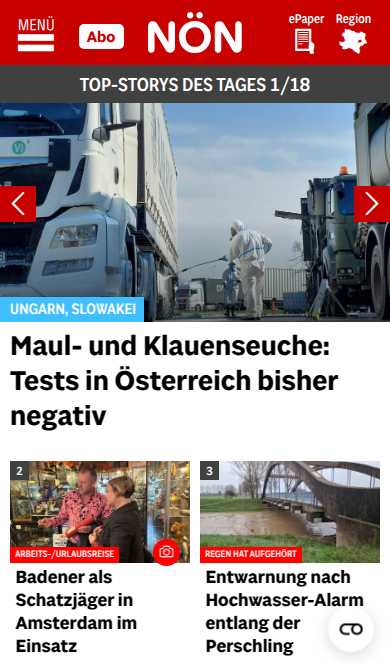 MENÜ
Abo
NÖN
ePaper
Region
TOP-STORYS DES TAGES 1/18
UNGARN, SLOWAKEI
Maul- und Klauenseuche:
Tests in Österreich bisher
negativ
2
ARBEITS-/URLAUBSREISE
Badener als
Schatzjäger in
Amsterdam im
Einsatz
3
REGEN HAT AUFGEHÖRT
Entwarnung nach
Hochwasser-Alarm
entlang der
Perschling